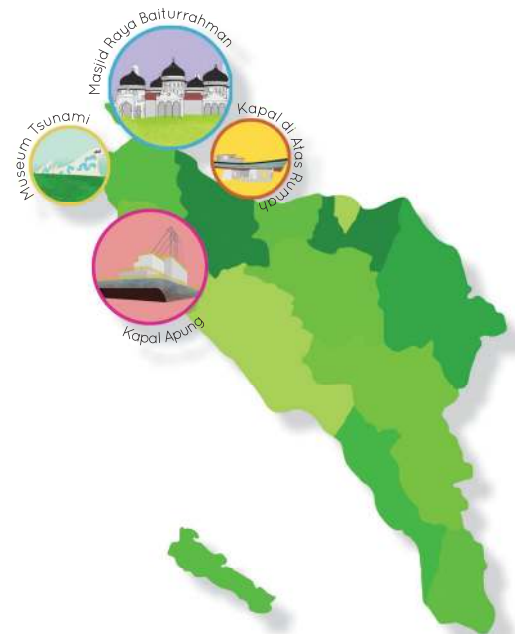 Masjid Raya Baiturrahman
Museum Tsunami
Kapal di Atas Rumah
Kapal Apung